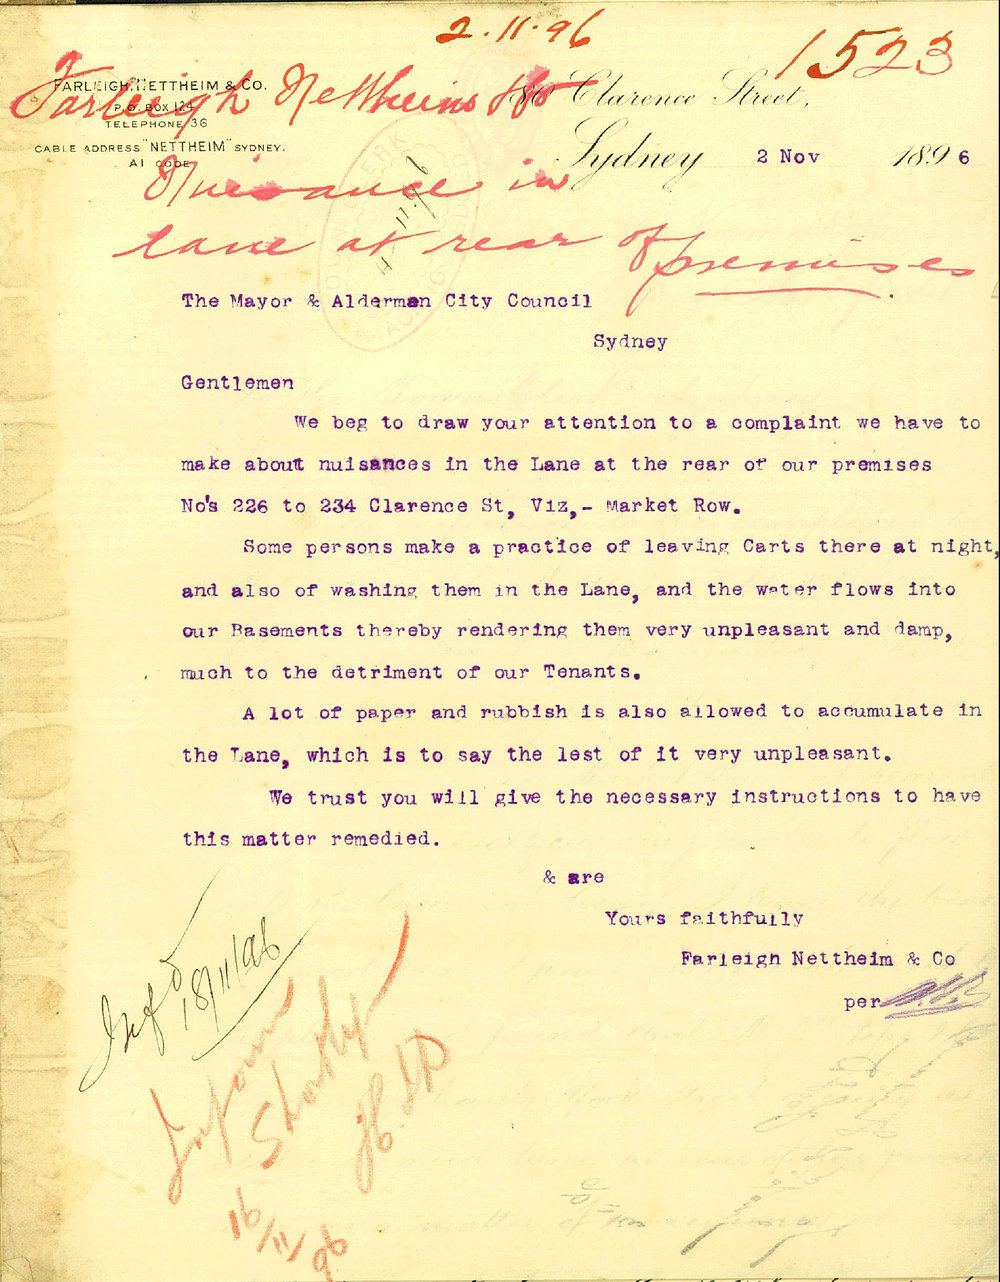 2.11.96
1523
FARLEIGH, NETTHEIM & CO.
P.O. BOX 124
TELEPHONE 36
CABLE ADDRESS "NETTHEIM" SYDNEY.
A1 CODE
Clarence Street,
Sydney 2 Nov 1896
Farleigh Nettheim & Co
Nuisance in
lane at rear of premises
The Mayor & Alderman City Council
Sydney
Gentlemen
We beg to draw your attention to a complaint we have to
make about nuisances in the Lane at the rear of our premises
No's 226 to 234 Clarence St, Viz,- Market Row.
Some persons make a practice of leaving Carts there at night,
and also of washing them in the Lane, and the water flows into
our Basements thereby rendering them very unpleasant and damp,
much to the detriment of our Tenants.
A lot of paper and rubbish is also allowed to accumulate in
the Lane, which is to say the lest of it very unpleasant.
We trust you will give the necessary instructions to have
this matter remedied.
& are
Yours faithfully
Farleigh Nettheim & Co
per
Infd 18/11/96
Inform
Shortly
16/11/96